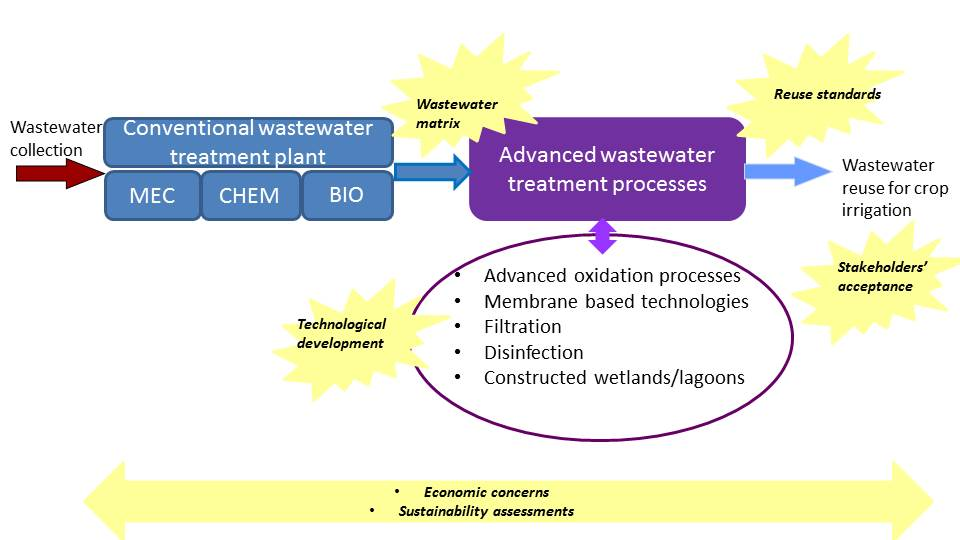 Wastewater
collection
Conventional wastewater
treatment plant
MEC
CHEM
BIO
Wastewater
matrix
Advanced wastewater
treatment processes
Reuse standards
Wastewater
reuse for crop
irrigation
Stakeholders’
acceptance
Technological
development
• Advanced oxidation processes
• Membrane based technologies
• Filtration
• Disinfection
• Constructed wetlands/lagoons
• Economic concerns
• Sustainability assessments